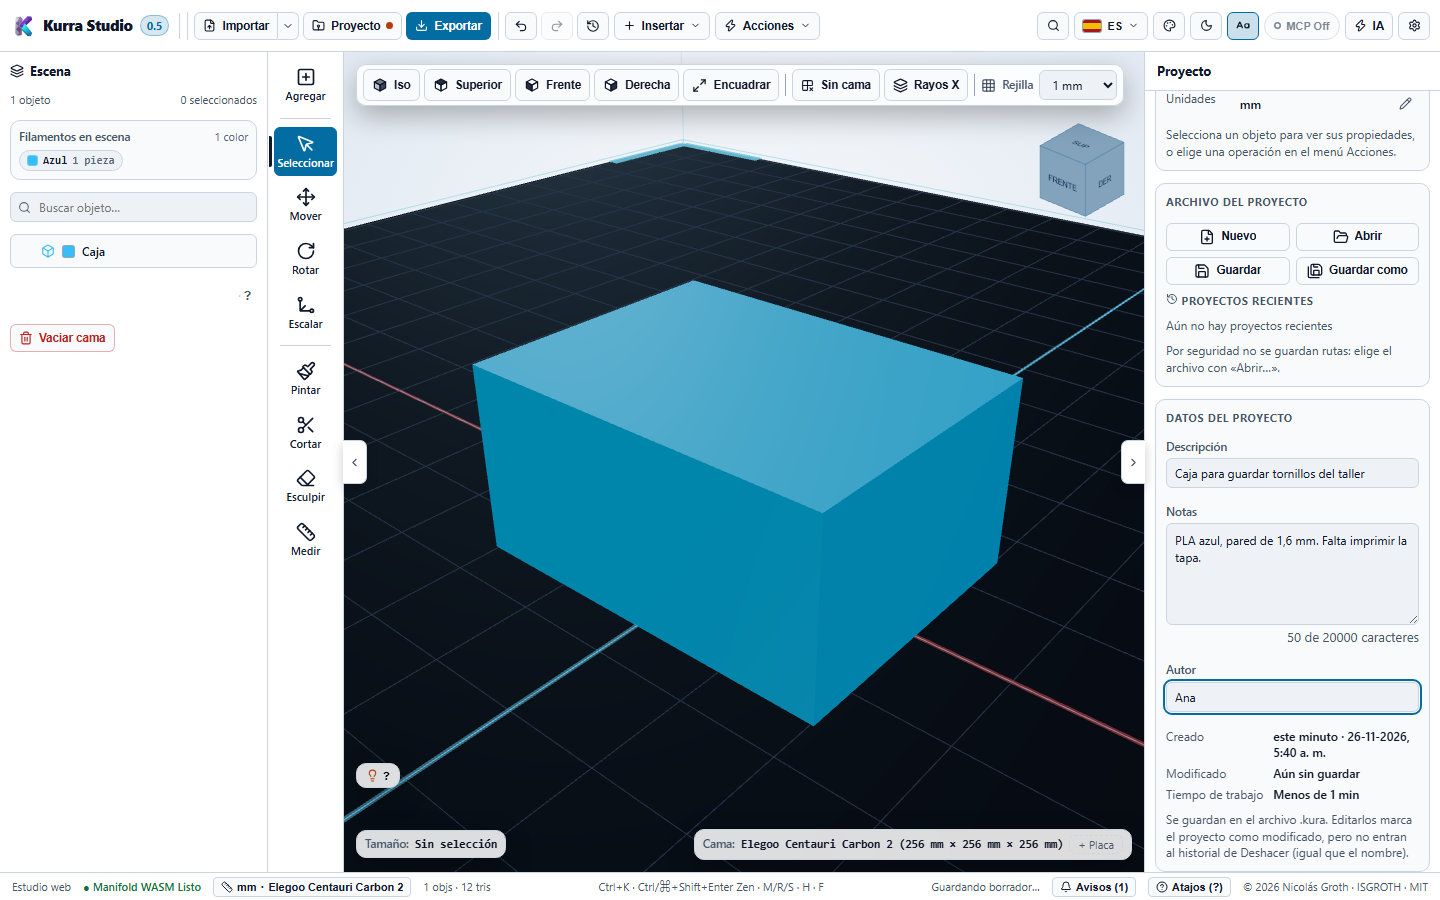 Kurra Studio 0.5
Importar
Proyecto
Exportar
Insertar
Acciones
ES
Aa
MCP Off
IA
Escena
1 objeto
0 seleccionados
Filamentos en escena
1 color
Azul 1 pieza
Buscar objeto...
Caja
?
Vaciar cama
Agregar
Seleccionar
Mover
Rotar
Escalar
Pintar
Cortar
Esculpir
Medir
Iso
Superior
Frente
Derecha
Encuadrar
Sin cama
Rayos X
Rejilla
1 mm
SUP
FRENTE
DER
?
Tamaño: Sin selección
Cama: Elegoo Centauri Carbon 2 (256 mm × 256 mm × 256 mm)
+ Placa
Proyecto
Unidades
mm
Selecciona un objeto para ver sus propiedades,
o elige una operación en el menú Acciones.
ARCHIVO DEL PROYECTO
Nuevo
Abrir
Guardar
Guardar como
PROYECTOS RECIENTES
Aún no hay proyectos recientes
Por seguridad no se guardan rutas: elige el
archivo con «Abrir...».
DATOS DEL PROYECTO
Descripción
Caja para guardar tornillos del taller
Notas
PLA azul, pared de 1,6 mm. Falta imprimir la
tapa.
50 de 20000 caracteres
Autor
Ana
Creado
este minuto · 26-11-2026,
5:40 a. m.
Modificado
Aún sin guardar
Tiempo de trabajo
Menos de 1 min
Se guardan en el archivo .kura. Editarlos marca
el proyecto como modificado, pero no entran
al historial de Deshacer (igual que el nombre).
Estudio web
Manifold WASM Listo
mm · Elegoo Centauri Carbon 2
1 objs · 12 tris
Ctrl+K · Ctrl/⌘+Shift+Enter Zen · M/R/S · H · F
Guardando borrador...
Avisos (1)
Atajos (?)
© 2026 Nicolás Groth · ISGROTH · MIT